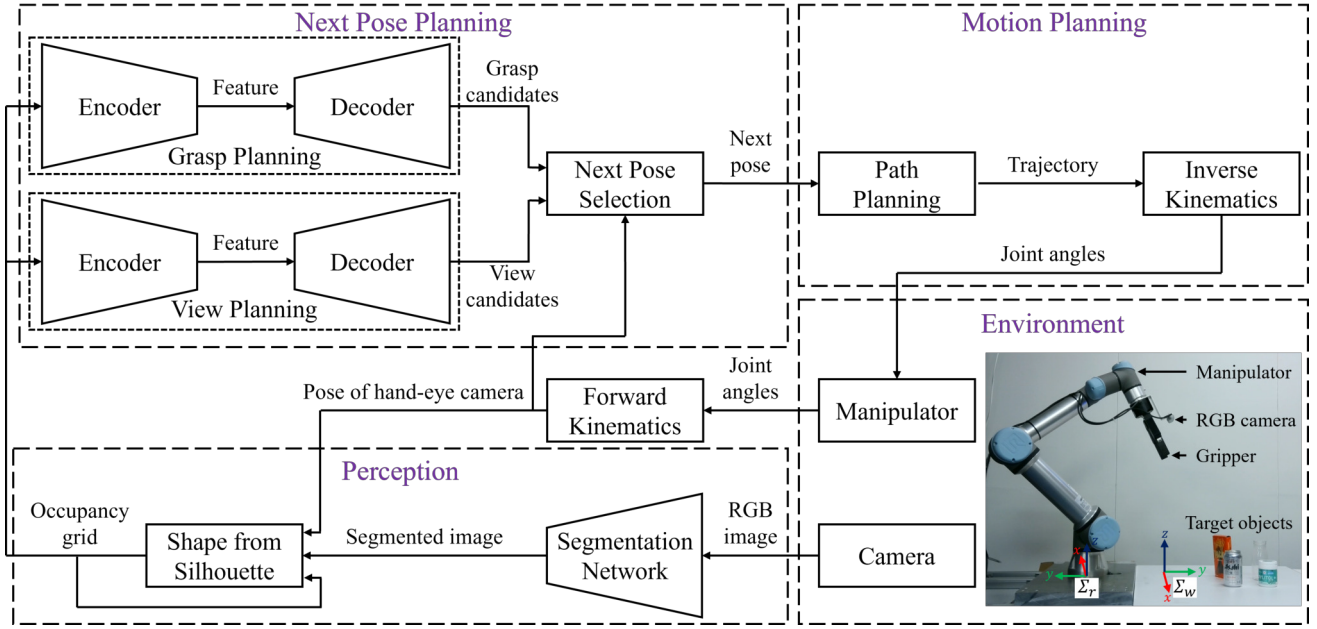 Next Pose Planning
Encoder
Feature
Decoder
Grasp Planning
Grasp
candidates
Encoder
Feature
Decoder
View Planning
View
candidates
Next Pose
Selection
Next
pose
Motion Planning
Path
Planning
Trajectory
Inverse
Kinematics
Joint angles
Pose of hand-eye camera
Forward
Kinematics
Joint
angles
Environment
Manipulator
Camera
Manipulator
RGB camera
Gripper
Target objects
z
x
y
Σr
z
y
x
Σw
Perception
Occupancy
grid
Shape from
Silhouette
Segmented image
Segmentation
Network
RGB
image